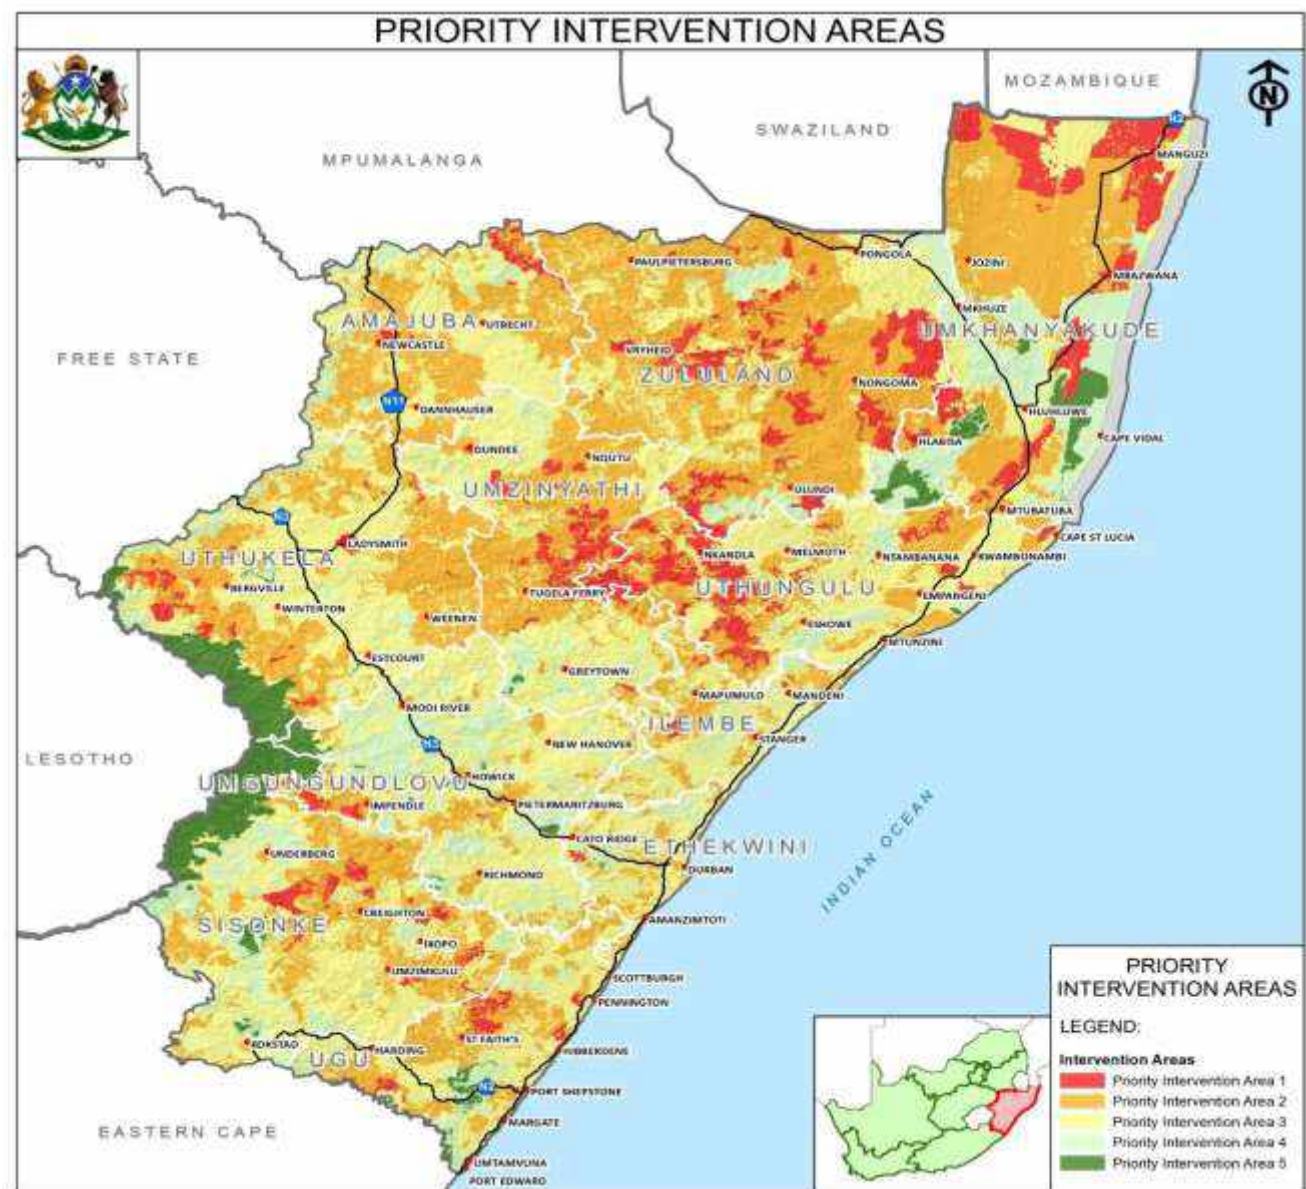 PRIORITY INTERVENTION AREAS
N
MOZAMBIQUE
SWAZILAND
MPUMALANGA
N2
MANGUZI
PAULPIETERSBURG
PONGOLA
JOZINI
MBAZWANA
MKHUZE
AMAJUBA
UTRECHT
UMKHANYAKUDE
NEWCASTLE
VRYHEID
FREE STATE
ZULULAND
NONGOMA
N11
DANNHAUSER
HLUHLUWE
HLABISA
CAPE VIDAL
DUNDEE
NQUTU
UMZINYATHI
ULUNDI
MTUBATUBA
N3
CAPE ST LUCIA
LADYSMITH
UTHUKELA
NKANDLA
MELMOTH
NTAMBANANA
KWAMBONAMBI
BERGVILLE
TUGELA FERRY
UTHUNGULU
EMPANGENI
WINTERTON
WEENEN
ESHOWE
MTUNZINI
ESTCOURT
GREYTOWN
MAPUMULO
MANDENI
MOOI RIVER
ILEMBE
N3
NEW HANOVER
STANGER
LESOTHO
HOWICK
UMGUNGUNDLOVU
IMPENDLE
PIETERMARITZBURG
CATO RIDGE
ETHEKWINI
INDIAN OCEAN
UNDERBERG
DURBAN
RICHMOND
CREIGHTON
AMANZIMTOTI
SISONKE
IXOPO
UMZIMKULU
SCOTTBURGH
PENNINGTON
ST FAITH'S
KOKSTAD
HARDING
HIBBERDENE
UGU
N2
PORT SHEPSTONE
MARGATE
EASTERN CAPE
UMTAMVUNA
PORT EDWARD
PRIORITY
INTERVENTION AREAS
LEGEND:
Intervention Areas
Priority Intervention Area 1
Priority Intervention Area 2
Priority Intervention Area 3
Priority Intervention Area 4
Priority Intervention Area 5